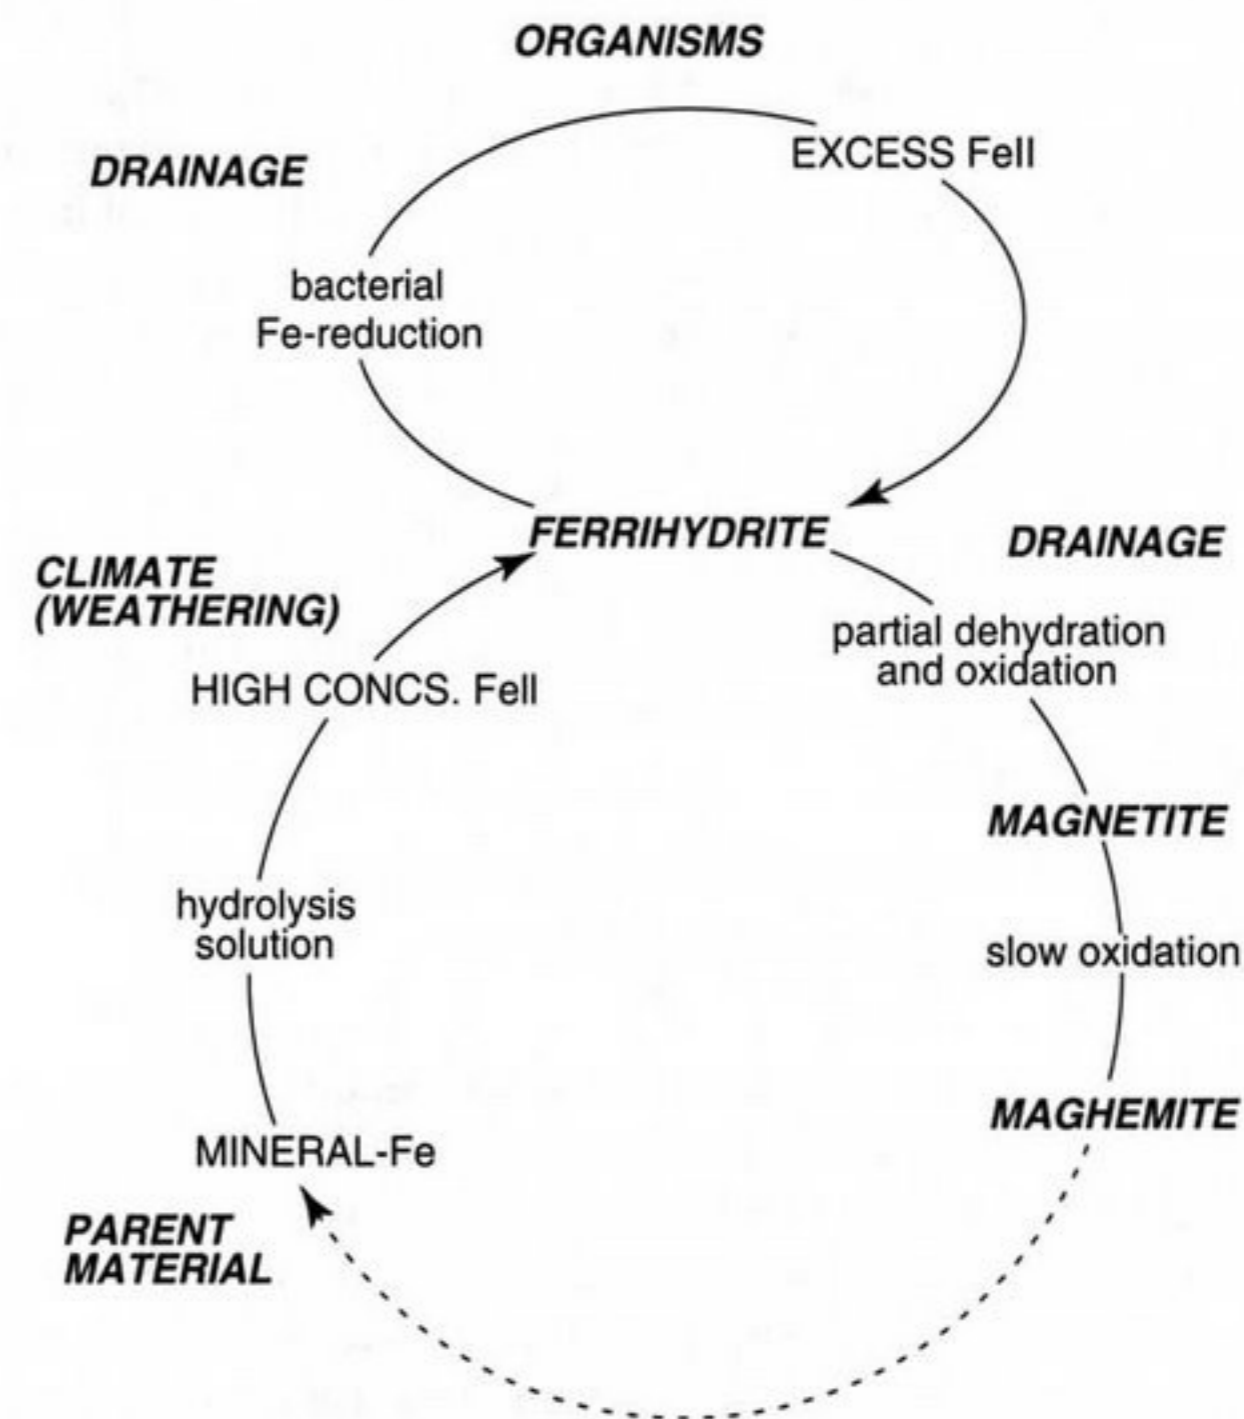 ORGANISMS
EXCESS FeII
DRAINAGE
bacterial
Fe-reduction
FERRIHYDRITE
DRAINAGE
CLIMATE
(WEATHERING)
partial dehydration
and oxidation
HIGH CONCS. FeII
MAGNETITE
hydrolysis
solution
slow oxidation
MAGHEMITE
MINERAL-Fe
PARENT
MATERIAL